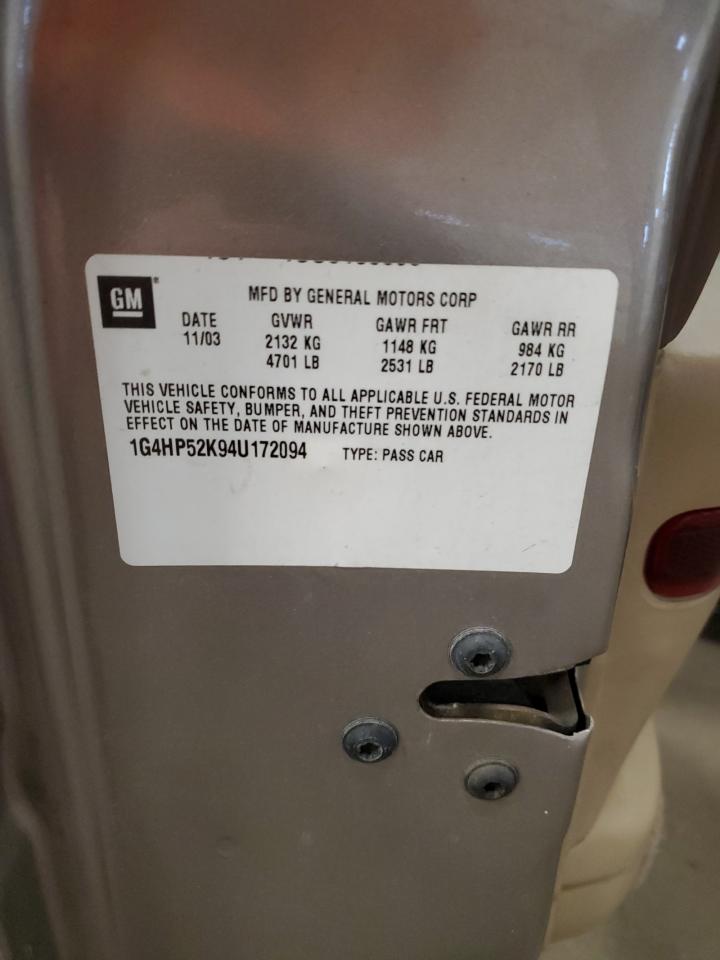 GM
MFD BY GENERAL MOTORS CORP
DATE GVWR GAWR FRT GAWR RR
11/03 2132 KG 1148 KG 984 KG
4701 LB 2531 LB 2170 LB
THIS VEHICLE CONFORMS TO ALL APPLICABLE U.S. FEDERAL MOTOR
VEHICLE SAFETY, BUMPER, AND THEFT PREVENTION STANDARDS IN
EFFECT ON THE DATE OF MANUFACTURE SHOWN ABOVE.
1G4HP52K94U172094 TYPE: PASS CAR